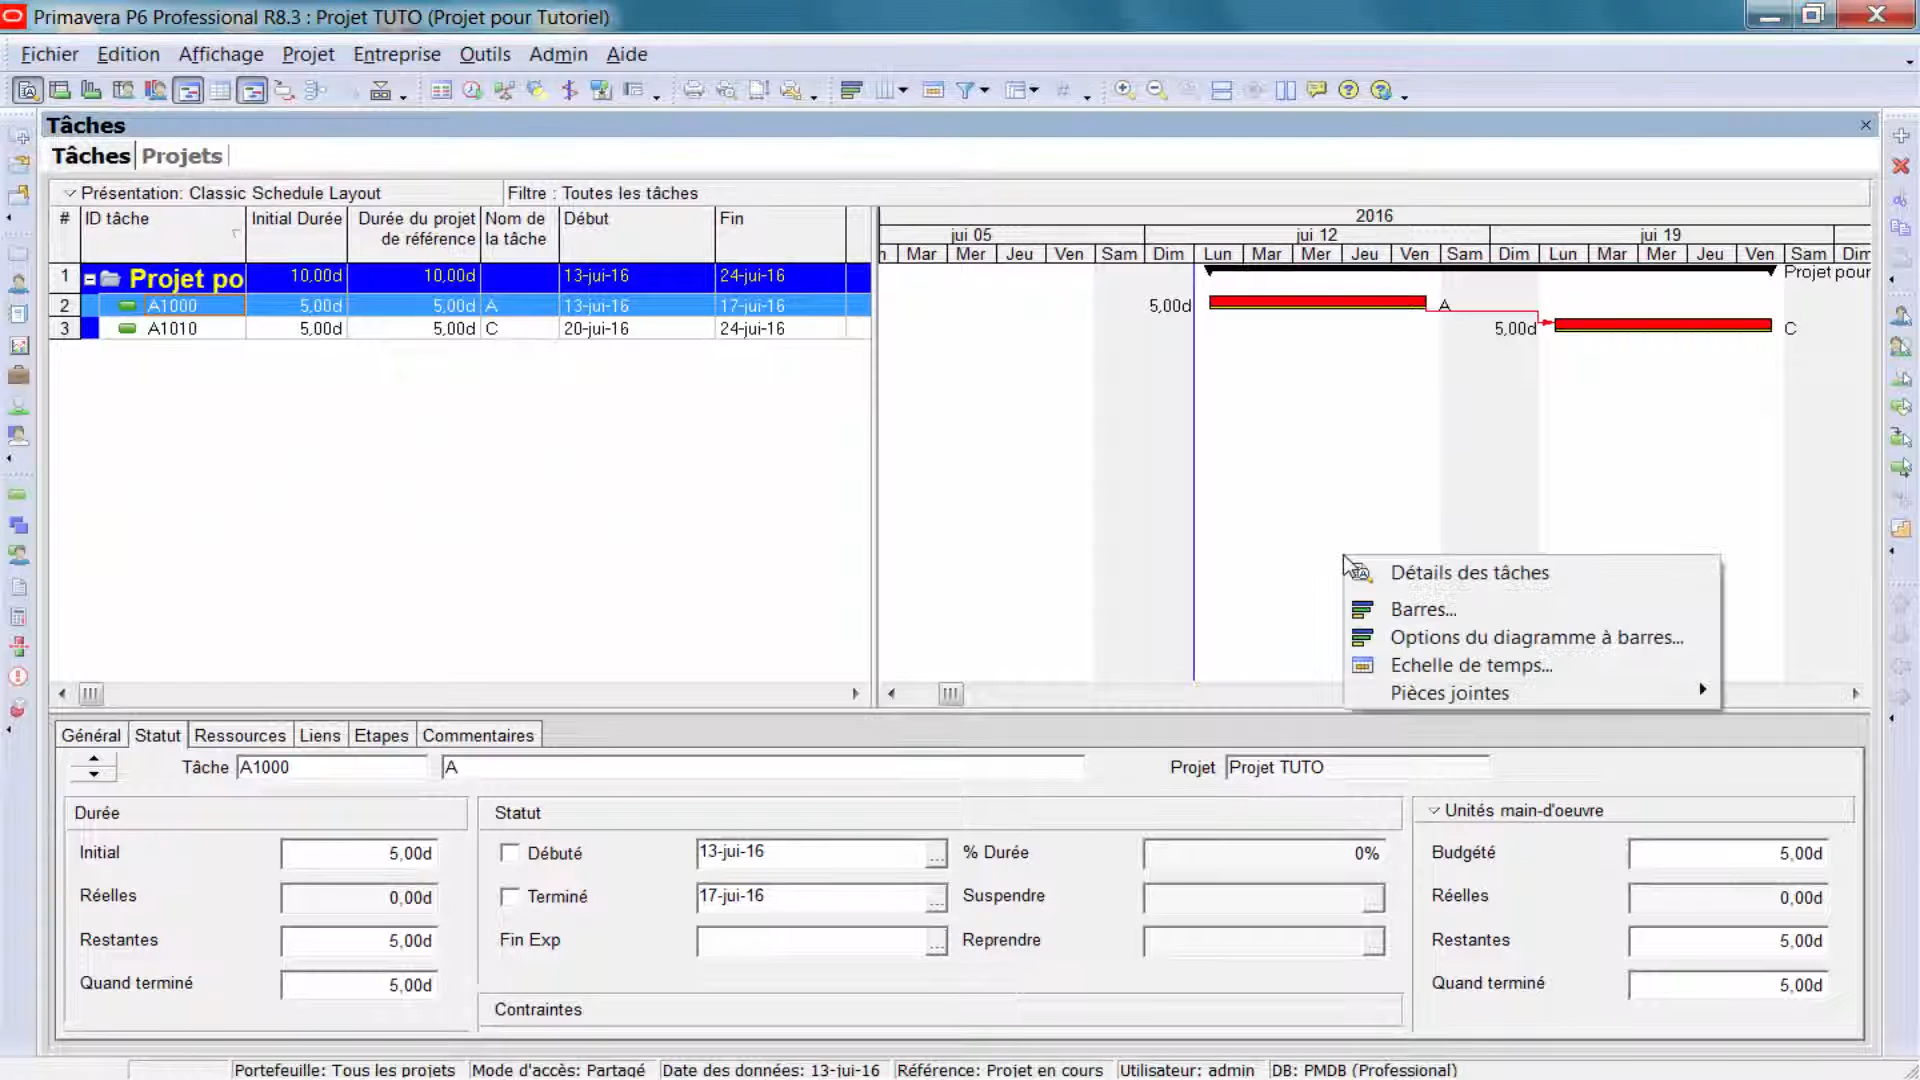 Primavera P6 Professional R8.3 : Projet TUTO (Projet pour Tutoriel)
Fichier Edition Affichage Projet Entreprise Outils Admin Aide
Tâches
Tâches Projets
Présentation: Classic Schedule Layout Filtre : Toutes les tâches
# ID tâche Initial Durée Durée du projet de référence Nom de la tâche Début Fin
2016
jui 05 jui 12 jui 19
Mar Mer Jeu Ven Sam Dim Lun Mar Mer Jeu Ven Sam Dim Lun Mar Mer Jeu Ven Sam Dim
1 Projet po 10,00d 10,00d 13-jui-16 24-jui-16 Projet pour
2 A1000 5,00d 5,00d A 13-jui-16 17-jui-16 5,00d A
3 A1010 5,00d 5,00d C 20-jui-16 24-jui-16 5,00d C
Détails des tâches
Barres...
Options du diagramme à barres...
Echelle de temps...
Pièces jointes
Général Statut Ressources Liens Etapes Commentaires
Tâche A1000 A Projet Projet TUTO
Durée Statut Unités main-d'oeuvre
Initial 5,00d Débuté 13-jui-16 ... % Durée 0% Budgété 5,00d
Réelles 0,00d Terminé 17-jui-16 ... Suspendre ... Réelles 0,00d
Restantes 5,00d Fin Exp ... Reprendre ... Restantes 5,00d
Quand terminé 5,00d Quand terminé 5,00d
Contraintes
Portefeuille: Tous les projets Mode d'accès: Partagé Date des données: 13-jui-16 Référence: Projet en cours Utilisateur: admin DB: PMDB (Professional)